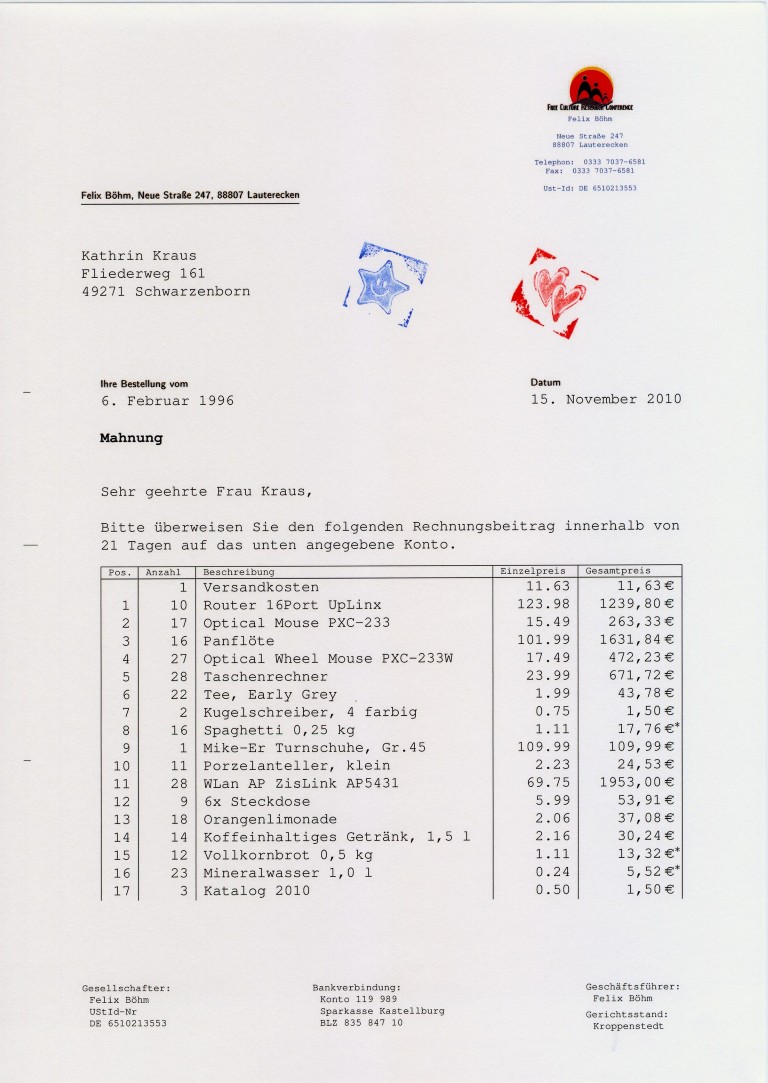 FREE CULTURE RESEARCH CONFERENCE
Felix Böhm
Neue Straße 247
88807 Lauterecken
Telephon: 0333 7037-6581
Fax: 0333 7037-6581
Ust-Id: DE 6510213553
Felix Böhm, Neue Straße 247, 88807 Lauterecken
Kathrin Kraus
Fliederweg 161
49271 Schwarzenborn
Ihre Bestellung vom Datum
6. Februar 1996 15. November 2010
Mahnung
Sehr geehrte Frau Kraus,
Bitte überweisen Sie den folgenden Rechnungsbeitrag innerhalb von
21 Tagen auf das unten angegebene Konto.
Pos. Anzahl Beschreibung Einzelpreis Gesamtpreis
1 Versandkosten 11.63 11,63€
1 10 Router 16Port UpLinx 123.98 1239,80€
2 17 Optical Mouse PXC-233 15.49 263,33€
3 16 Panflöte 101.99 1631,84€
4 27 Optical Wheel Mouse PXC-233W 17.49 472,23€
5 28 Taschenrechner 23.99 671,72€
6 22 Tee, Early Grey 1.99 43,78€
7 2 Kugelschreiber, 4 farbig 0.75 1,50€
8 16 Spaghetti 0,25 kg 1.11 17,76€*
9 1 Mike-Er Turnschuhe, Gr.45 109.99 109,99€
10 11 Porzelanteller, klein 2.23 24,53€
11 28 WLan AP ZisLink AP5431 69.75 1953,00€
12 9 6x Steckdose 5.99 53,91€
13 18 Orangenlimonade 2.06 37,08€
14 14 Koffeinhaltiges Getränk, 1,5 l 2.16 30,24€
15 12 Vollkornbrot 0,5 kg 1.11 13,32€*
16 23 Mineralwasser 1,0 l 0.24 5,52€*
17 3 Katalog 2010 0.50 1,50€
Gesellschafter:
Felix Böhm
UStId-Nr
DE 6510213553
Bankverbindung:
Konto 119 989
Sparkasse Kastellburg
BLZ 835 847 10
Geschäftsführer:
Felix Böhm
Gerichtsstand:
Kroppenstedt